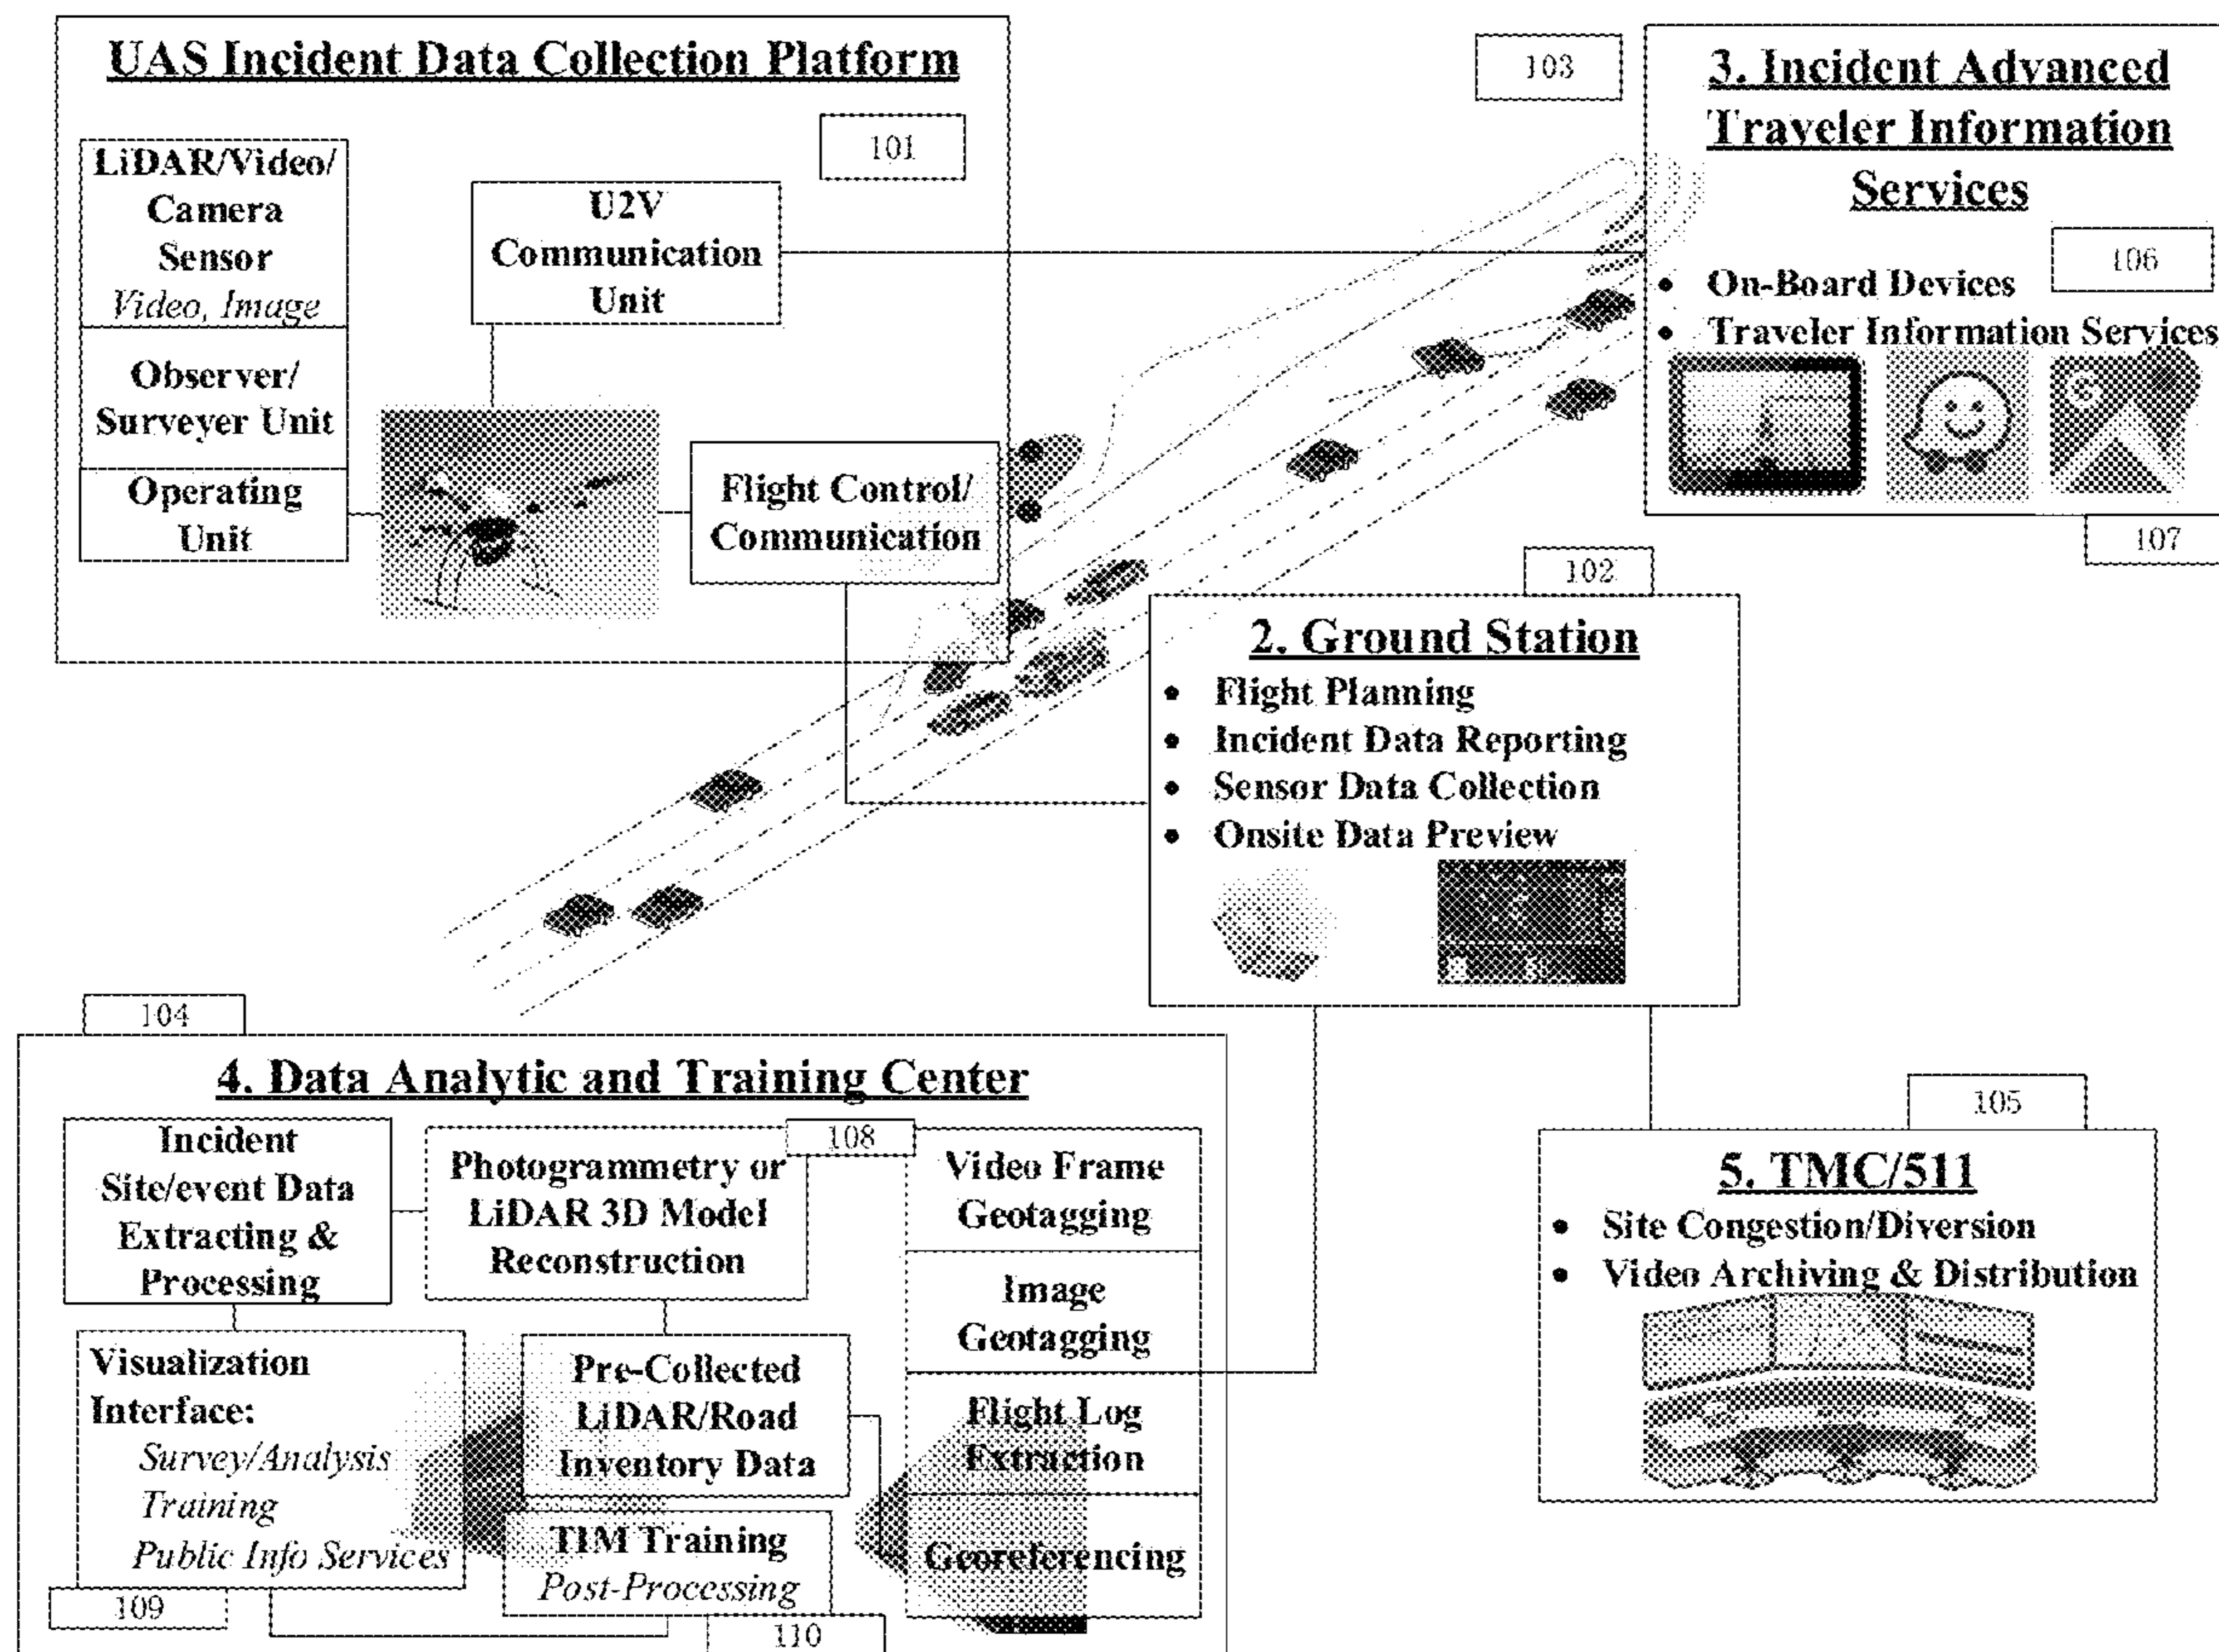 UAS Incident Data Collection Platform
101
LiDAR/Video/
Camera
Sensor
Video, Image
Observer/
Surveyer Unit
Operating
Unit
U2V
Communication
Unit
Flight Control/
Communication
103
3. Incident Advanced
Traveler Information
Services
106
• On-Board Devices
• Traveler Information Services
G
107
102
2. Ground Station
• Flight Planning
• Incident Data Reporting
• Sensor Data Collection
• Onsite Data Preview
104
4. Data Analytic and Training Center
Incident
Site/event Data
Extracting &
Processing
108
Photogrammetry or
LiDAR 3D Model
Reconstruction
Video Frame
Geotagging
Image
Geotagging
Flight Log
Extraction
Georeferencing
Visualization
Interface:
Survey/Analysis
Training
Public Info Services
109
Pre-Collected
LiDAR/Road
Inventory Data
TIM Training
Post-Processing
110
105
5. TMC/511
• Site Congestion/Diversion
• Video Archiving & Distribution